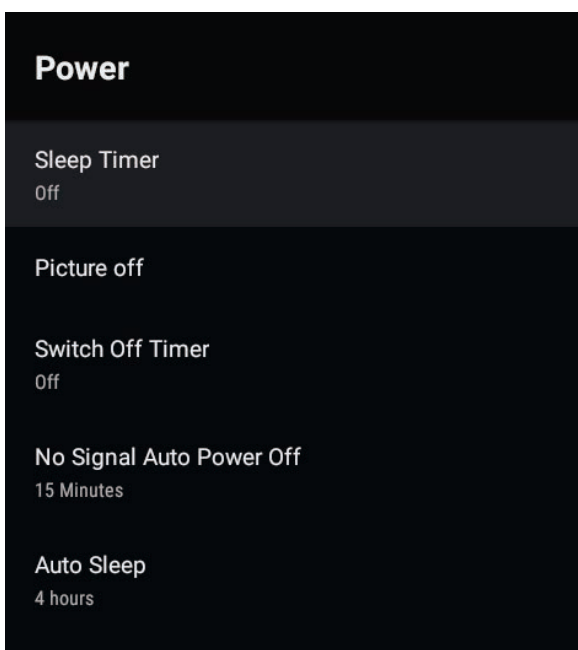 Power
Sleep Timer
Off
Picture off
Switch Off Timer
Off
No Signal Auto Power Off
15 Minutes
Auto Sleep
4 hours